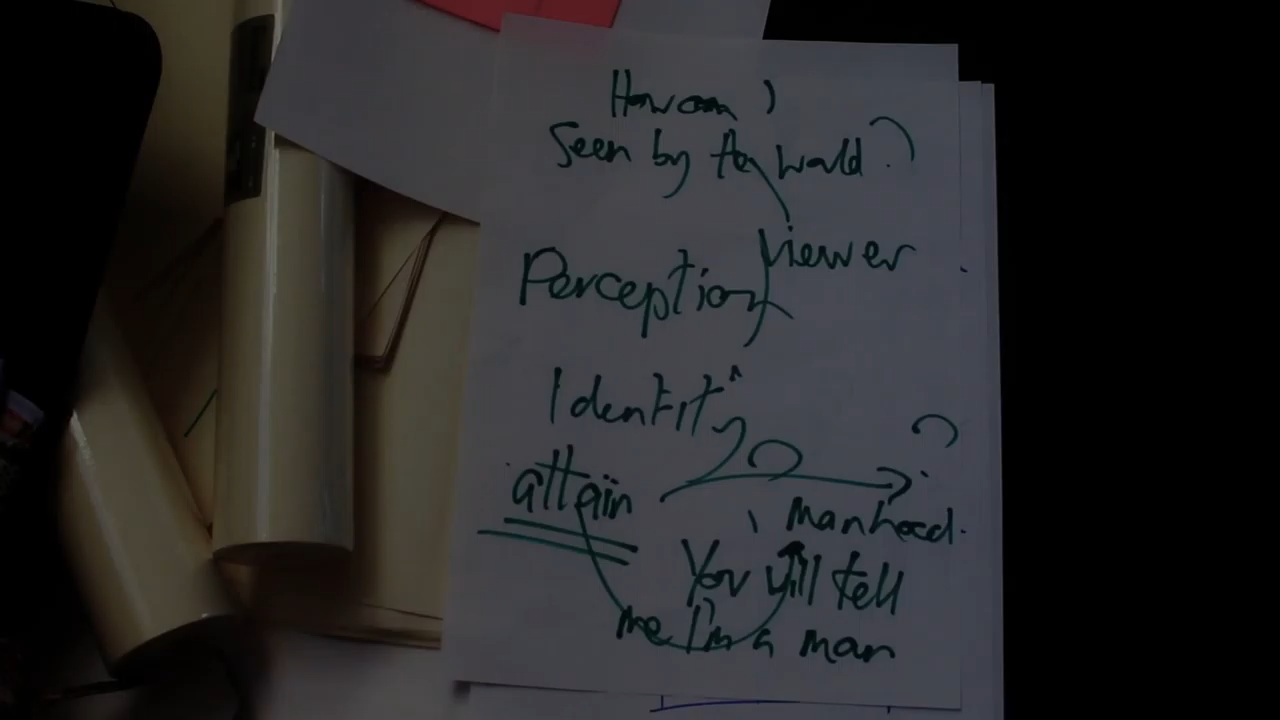 How am I
Seen by the world?
viewer
Perception
Identity
attain
manhood.
You will tell
me I'm a man